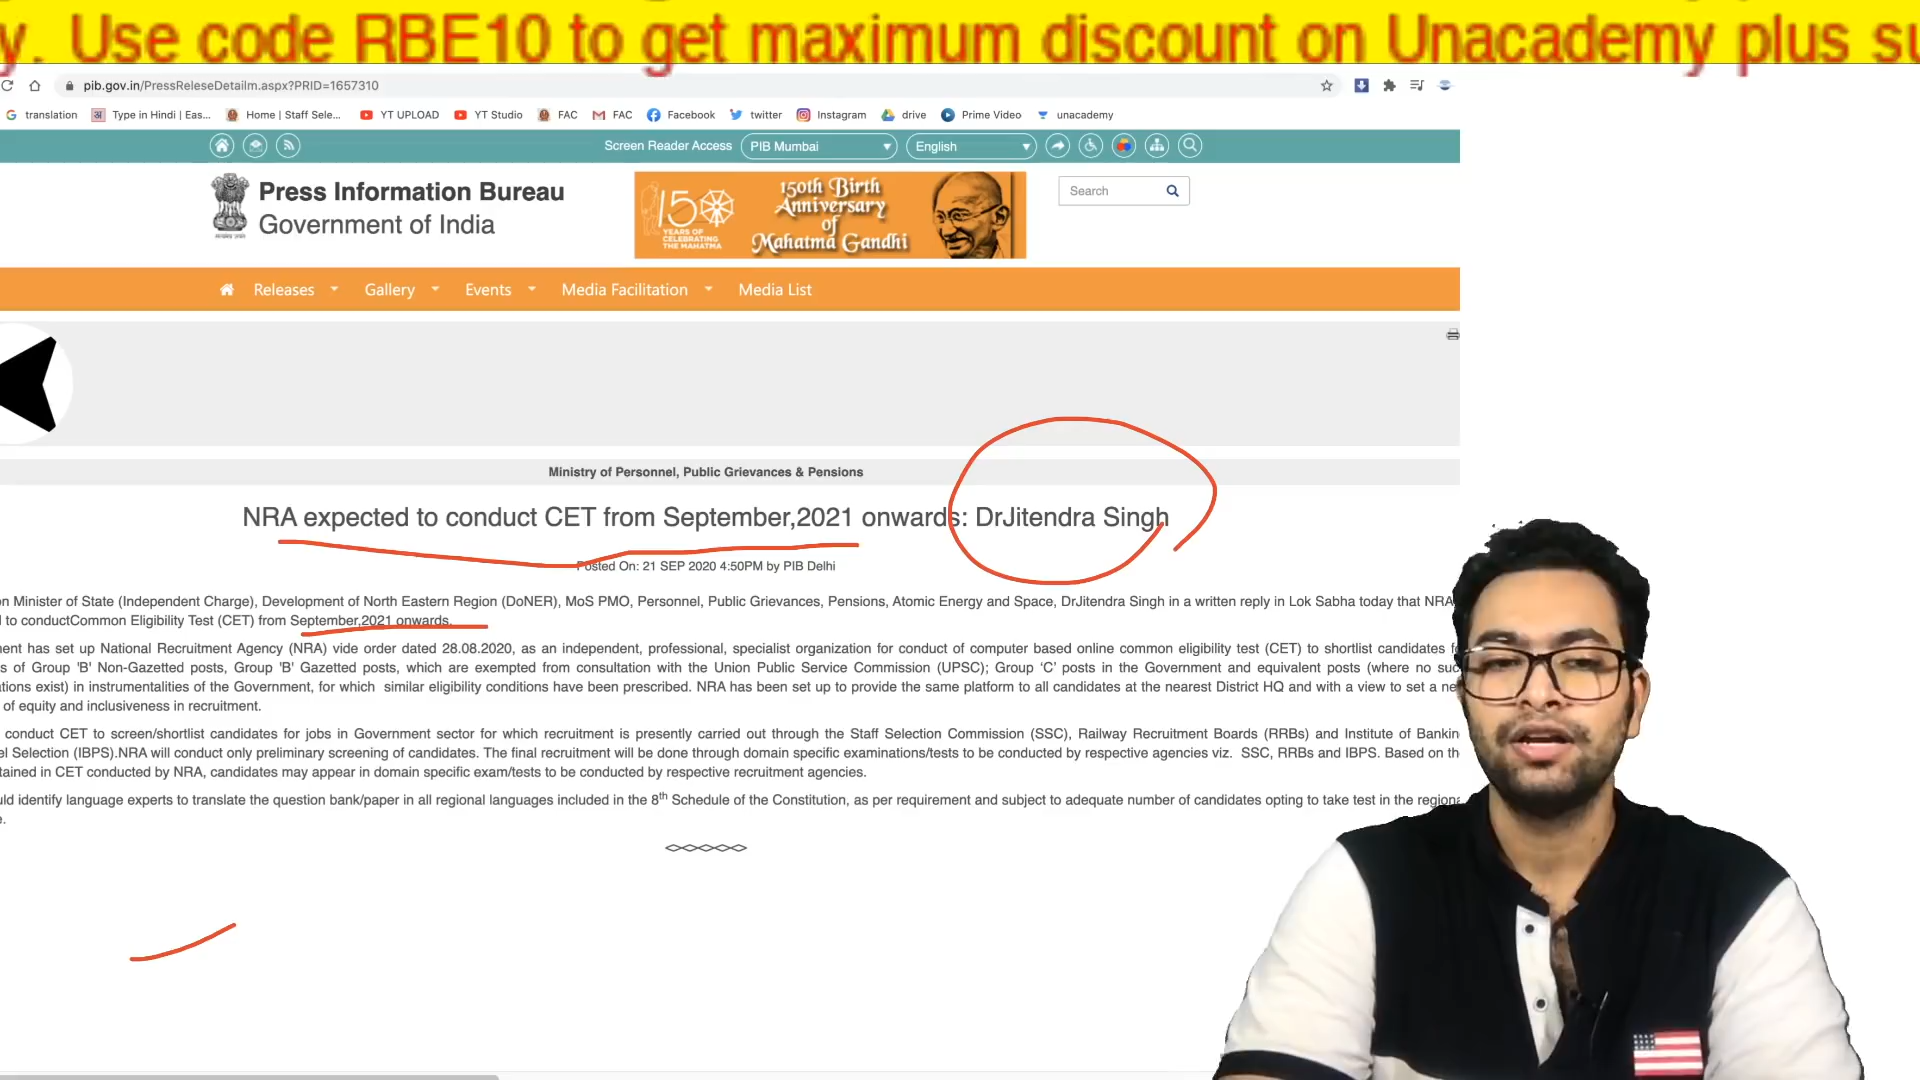 y. Use code RBE10 to get maximum discount on Unacademy plus su
pib.gov.in/PressReleseDetailm.aspx?PRID=1657310
translation Type in Hindi | Eas... Home | Staff Sele... YT UPLOAD YT Studio FAC FAC Facebook twitter Instagram drive Prime Video unacademy
Screen Reader Access PIB Mumbai English
Press Information Bureau
Government of India
150 YEARS OF CELEBRATING THE MAHATMA
150th Birth Anniversary of Mahatma Gandhi
Search
Releases Gallery Events Media Facilitation Media List
Ministry of Personnel, Public Grievances & Pensions
NRA expected to conduct CET from September,2021 onwards: DrJitendra Singh
Posted On: 21 SEP 2020 4:50PM by PIB Delhi
n Minister of State (Independent Charge), Development of North Eastern Region (DoNER), MoS PMO, Personnel, Public Grievances, Pensions, Atomic Energy and Space, DrJitendra Singh in a written reply in Lok Sabha today that NRA
to conductCommon Eligibility Test (CET) from September,2021 onwards.
ent has set up National Recruitment Agency (NRA) vide order dated 28.08.2020, as an independent, professional, specialist organization for conduct of computer based online common eligibility test (CET) to shortlist candidates f
s of Group 'B' Non-Gazetted posts, Group 'B' Gazetted posts, which are exempted from consultation with the Union Public Service Commission (UPSC); Group ‘C’ posts in the Government and equivalent posts (where no suc
tions exist) in instrumentalities of the Government, for which similar eligibility conditions have been prescribed. NRA has been set up to provide the same platform to all candidates at the nearest District HQ and with a view to set a ne
of equity and inclusiveness in recruitment.
conduct CET to screen/shortlist candidates for jobs in Government sector for which recruitment is presently carried out through the Staff Selection Commission (SSC), Railway Recruitment Boards (RRBs) and Institute of Bankin
el Selection (IBPS).NRA will conduct only preliminary screening of candidates. The final recruitment will be done through domain specific examinations/tests to be conducted by respective agencies viz. SSC, RRBs and IBPS. Based on th
tained in CET conducted by NRA, candidates may appear in domain specific exam/tests to be conducted by respective recruitment agencies.
uld identify language experts to translate the question bank/paper in all regional languages included in the 8th Schedule of the Constitution, as per requirement and subject to adequate number of candidates opting to take test in the regiona
e.